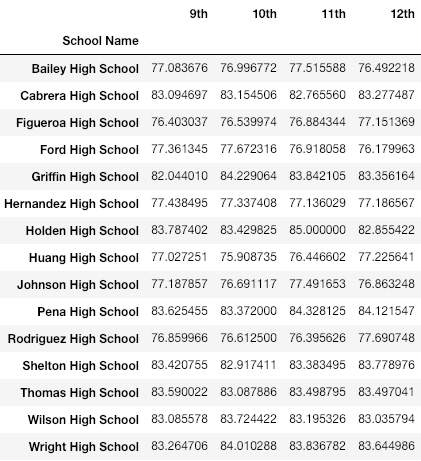 9th 10th 11th 12th
School Name
Bailey High School 77.083676 76.996772 77.515588 76.492218
Cabrera High School 83.094697 83.154506 82.765560 83.277487
Figueroa High School 76.403037 76.539974 76.884344 77.151369
Ford High School 77.361345 77.672316 76.918058 76.179963
Griffin High School 82.044010 84.229064 83.842105 83.356164
Hernandez High School 77.438495 77.337408 77.136029 77.186567
Holden High School 83.787402 83.429825 85.000000 82.855422
Huang High School 77.027251 75.908735 76.446602 77.225641
Johnson High School 77.187857 76.691117 77.491653 76.863248
Pena High School 83.625455 83.372000 84.328125 84.121547
Rodriguez High School 76.859966 76.612500 76.395626 77.690748
Shelton High School 83.420755 82.917411 83.383495 83.778976
Thomas High School 83.590022 83.087886 83.498795 83.497041
Wilson High School 83.085578 83.724422 83.195326 83.035794
Wright High School 83.264706 84.010288 83.836782 83.644986